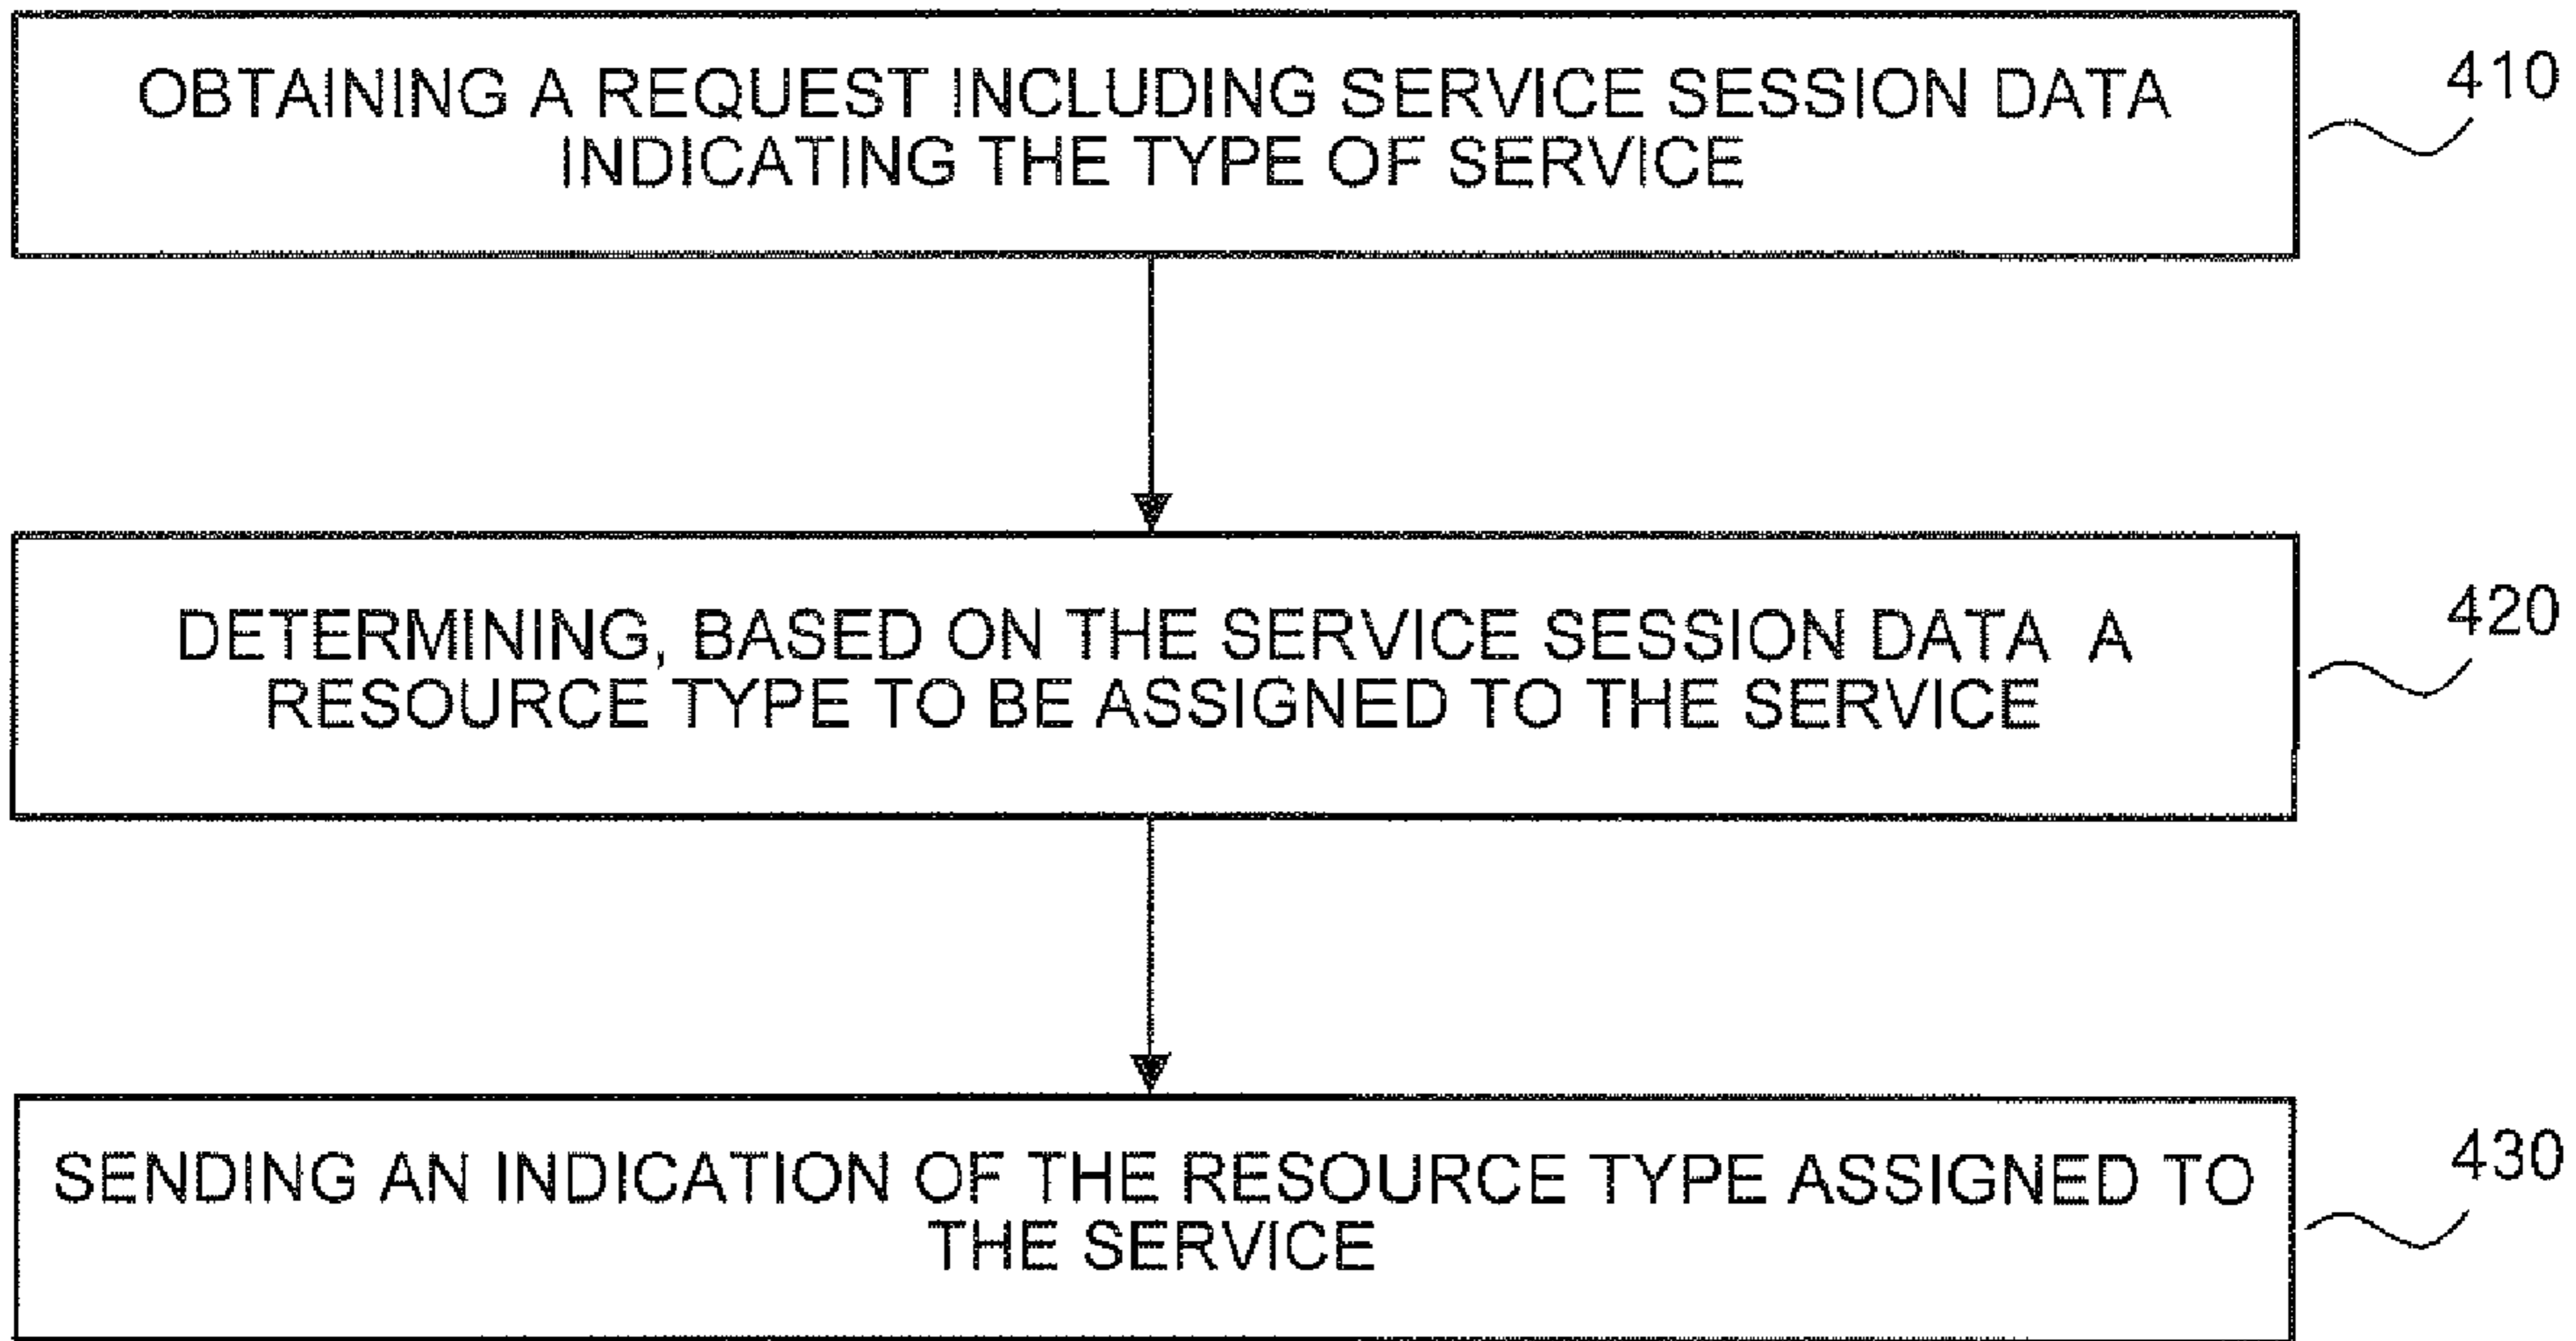 OBTAINING A REQUEST INCLUDING SERVICE SESSION DATA
INDICATING THE TYPE OF SERVICE
410
DETERMINING, BASED ON THE SERVICE SESSION DATA A
RESOURCE TYPE TO BE ASSIGNED TO THE SERVICE
420
SENDING AN INDICATION OF THE RESOURCE TYPE ASSIGNED TO
THE SERVICE
430